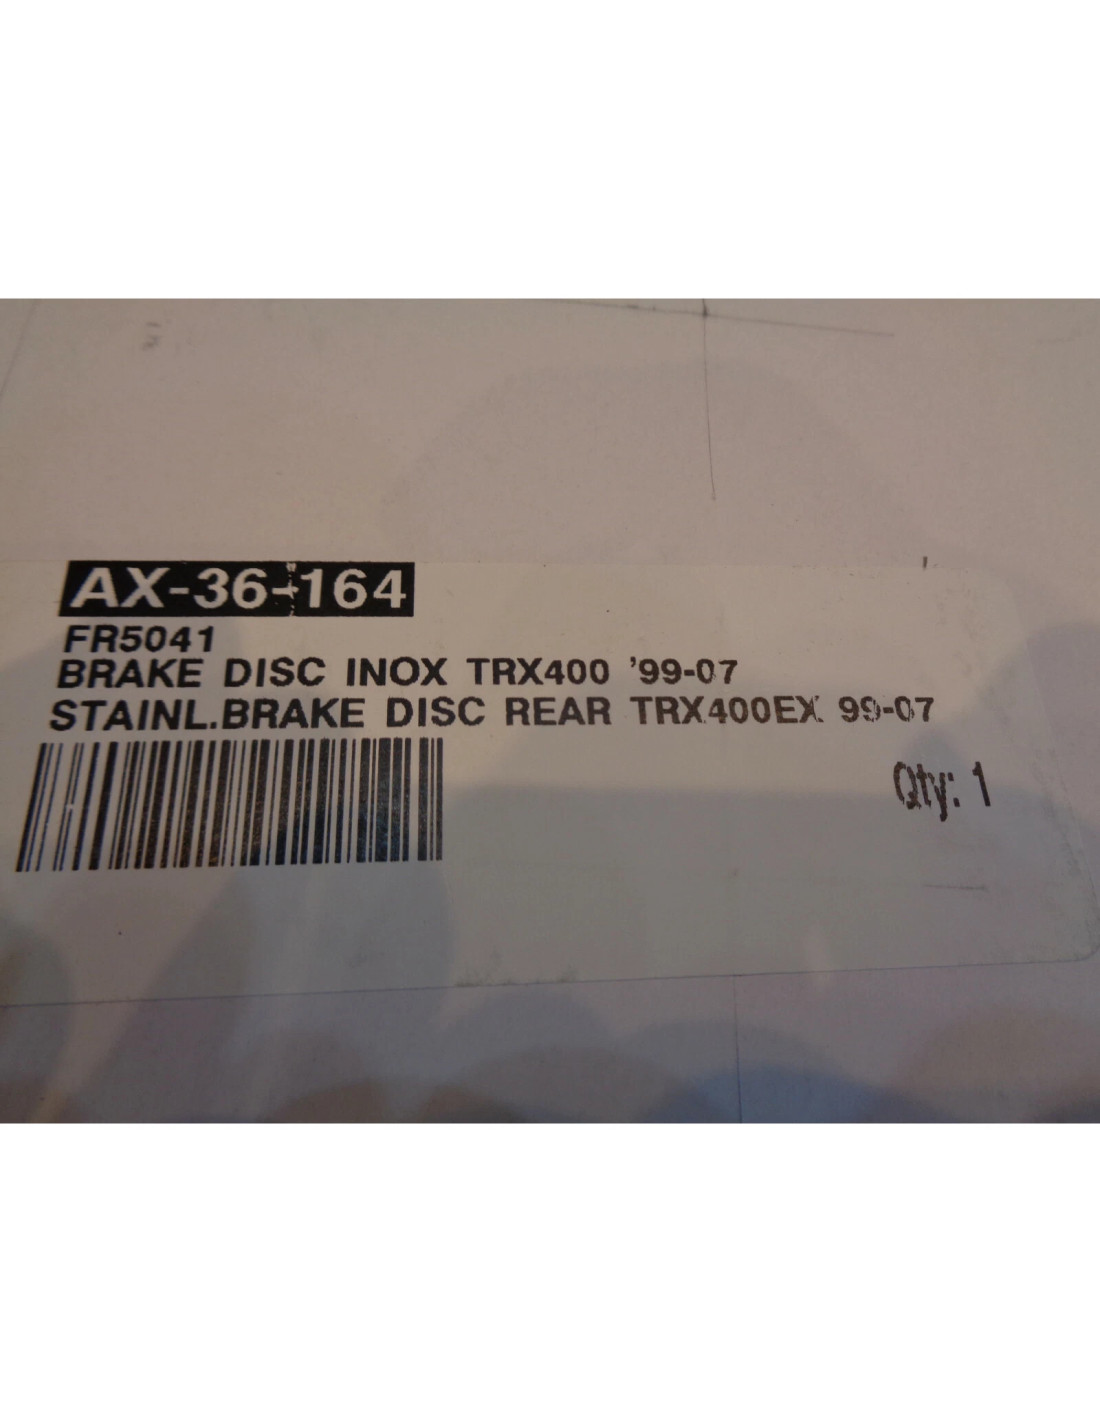 AX-36-164
FR5041
BRAKE DISC INOX TRX400 '99-07
STAINL.BRAKE DISC REAR TRX400EX 99-07
Qty: 1